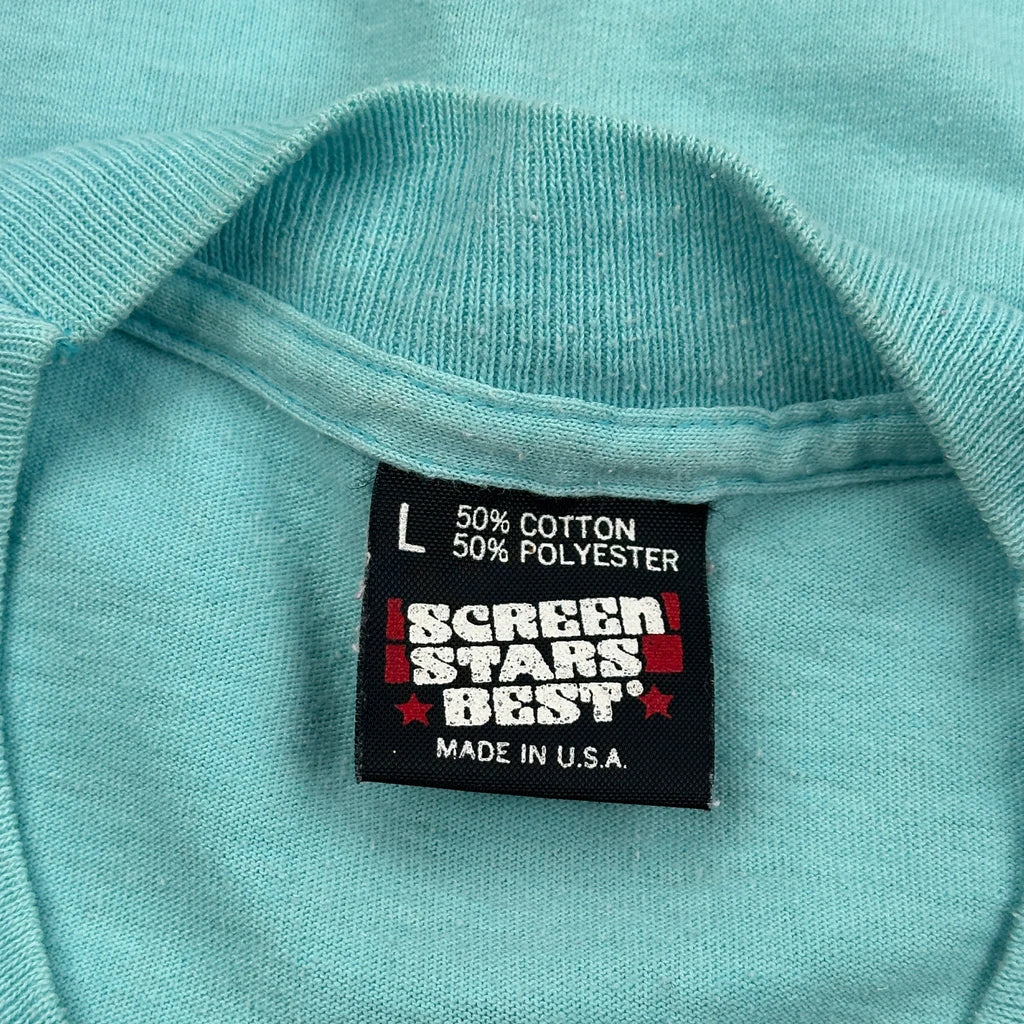 L 50% COTTON
50% POLYESTER
SCREEN
STARS
BEST®
MADE IN U.S.A.